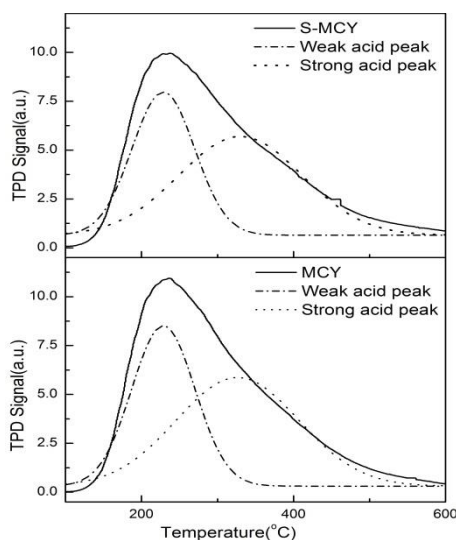 S-MCY
Weak acid peak
Strong acid peak
10.0
7.5
5.0
2.5
0.0
TPD Signal(a.u.)
MCY
Weak acid peak
Strong acid peak
10.0
7.5
5.0
2.5
0.0
TPD Signal(a.u.)
200 400 600
Temperature(°C)